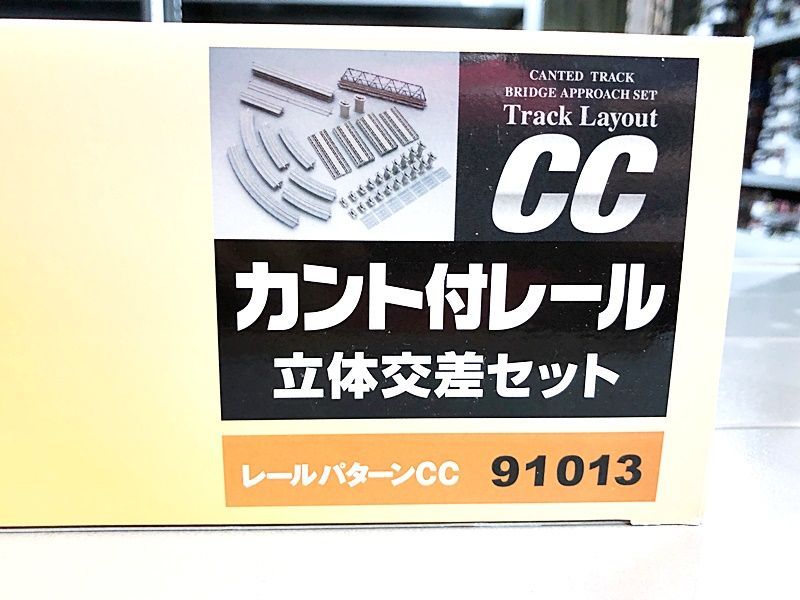 CANTED TRACK
BRIDGE APPROACH SET
Track Layout
CC
カント付レール
立体交差セット
レールパターンCC 91013